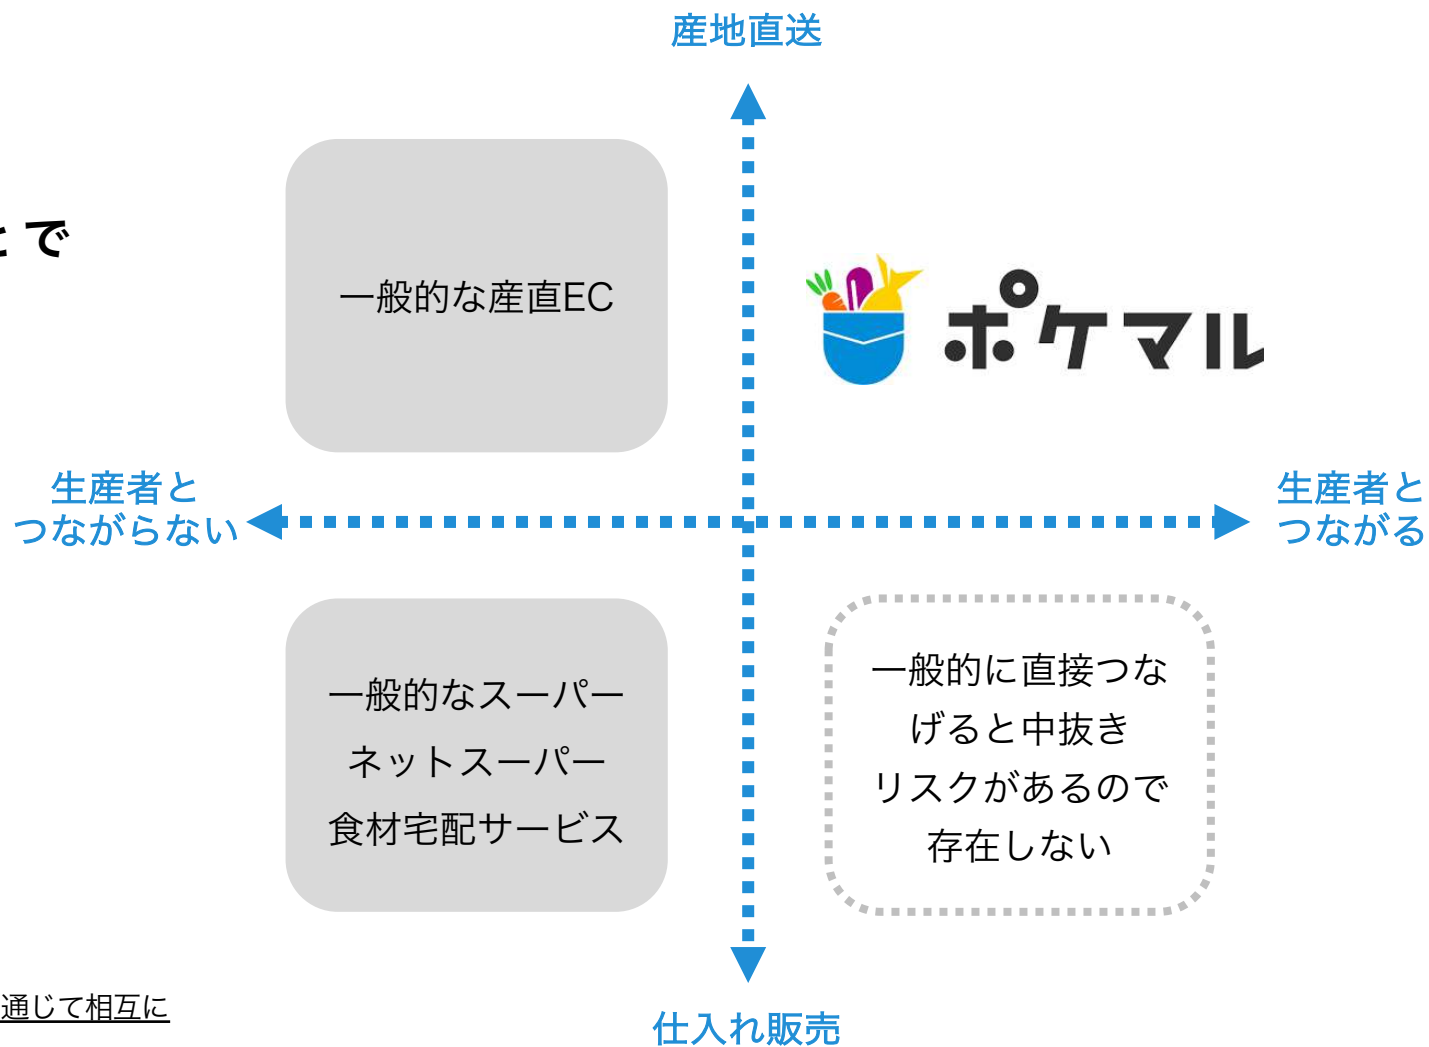 産地直送
とで
一般的な産直EC
ポケマル
生産者と
つながらない
生産者と
つながる
一般的なスーパー
ネットスーパー
食材宅配サービス
一般的に直接つな
げると中抜き
リスクがあるので
存在しない
通じて相互に
仕入れ販売